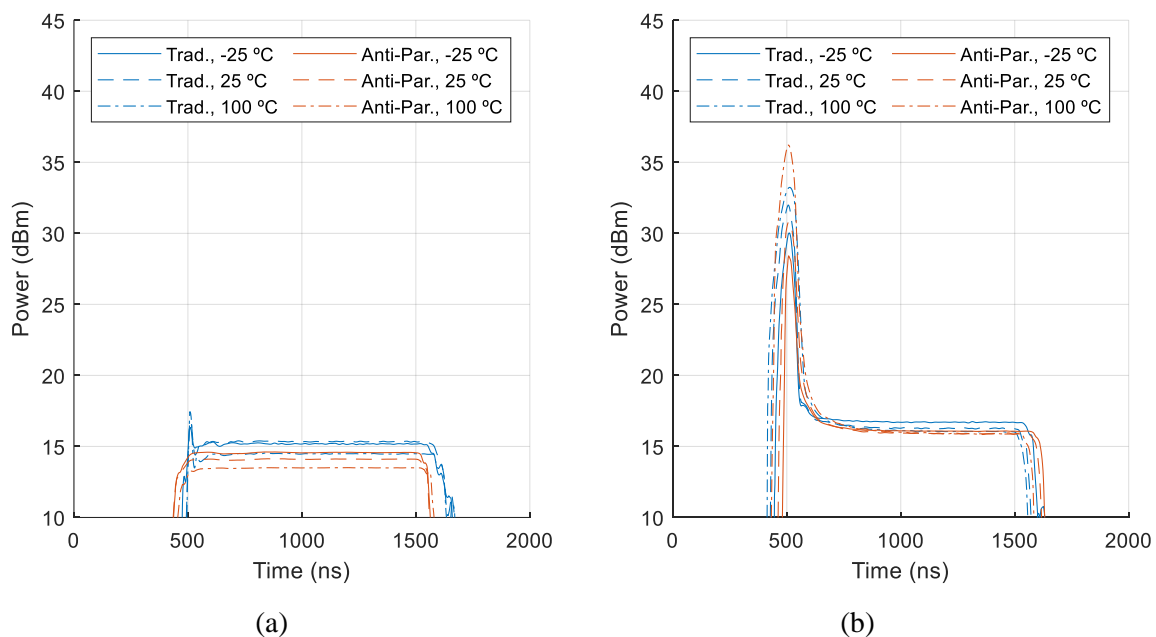 45
40
35
30
25
20
15
10
Power (dBm)
Trad., -25 ºC
Trad., 25 ºC
Trad., 100 ºC
Anti-Par., -25 ºC
Anti-Par., 25 ºC
Anti-Par., 100 ºC
0
500
1000
1500
2000
Time (ns)
(a)
45
40
35
30
25
20
15
10
Power (dBm)
Trad., -25 ºC
Trad., 25 ºC
Trad., 100 ºC
Anti-Par., -25 ºC
Anti-Par., 25 ºC
Anti-Par., 100 ºC
0
500
1000
1500
2000
Time (ns)
(b)